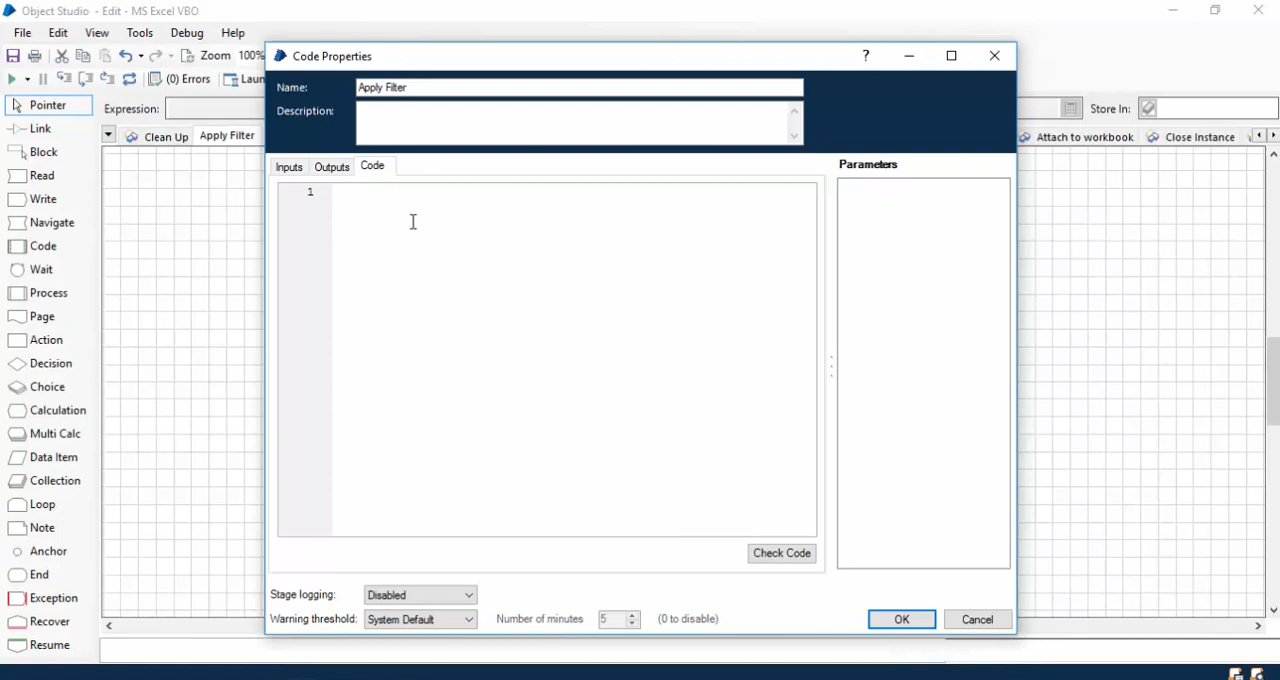 Object Studio - Edit - MS Excel VBO
File Edit View Tools Debug Help
Zoom 100%
(0) Errors
Pointer
Link
Block
Read
Write
Navigate
Code
Wait
Process
Page
Action
Decision
Choice
Calculation
Multi Calc
Data Item
Collection
Loop
Note
Anchor
End
Exception
Recover
Resume
Expression:
Store In:
Clean Up Apply Filter
Attach to workbook Close Instance
Code Properties
?
Name: Apply Filter
Description:
Inputs Outputs Code
Parameters
1
Check Code
Stage logging: Disabled
Warning threshold: System Default Number of minutes 5 (0 to disable)
OK Cancel